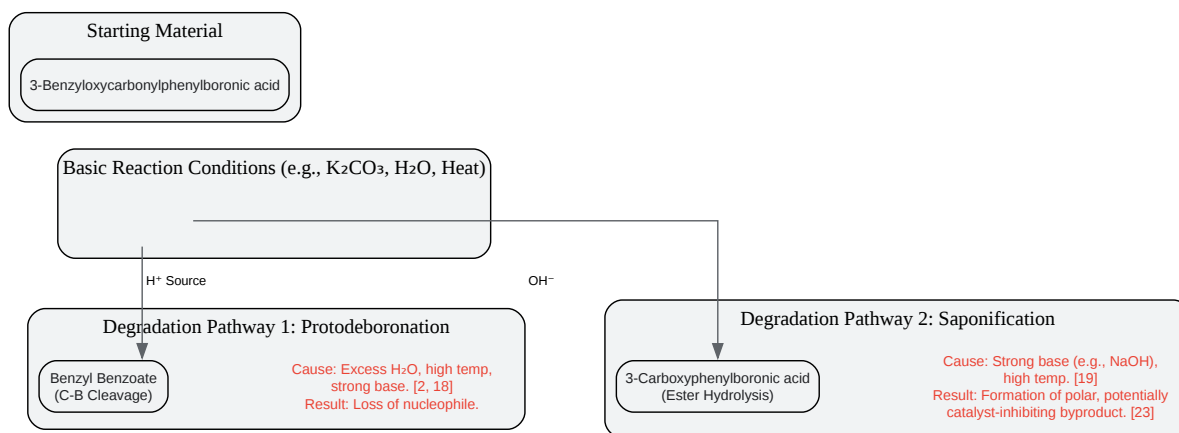 Starting Material
3-Benzyloxycarbonylphenylboronic acid
Basic Reaction Conditions (e.g., K₂CO₃, H₂O, Heat)
H⁺ Source
OH⁻
Degradation Pathway 1: Protodeboronation
Benzyl Benzoate
(C-B Cleavage)
Cause: Excess H₂O, high temp,
strong base. [2, 18]
Result: Loss of nucleophile.
Degradation Pathway 2: Saponification
3-Carboxyphenylboronic acid
(Ester Hydrolysis)
Cause: Strong base (e.g., NaOH),
high temp. [19]
Result: Formation of polar, potentially
catalyst-inhibiting byproduct. [23]